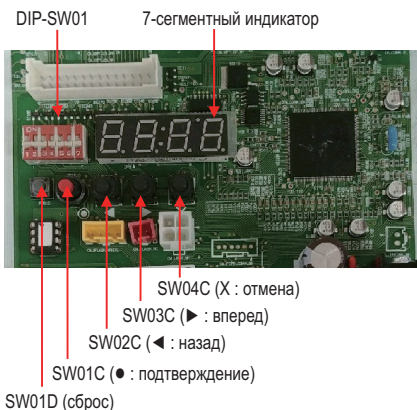 DIP-SW01
7-сегментный индикатор
SW04C (X : отмена)
SW03C (▶ : вперед)
SW02C (◀ : назад)
SW01C (● : подтверждение)
SW01D (сброс)